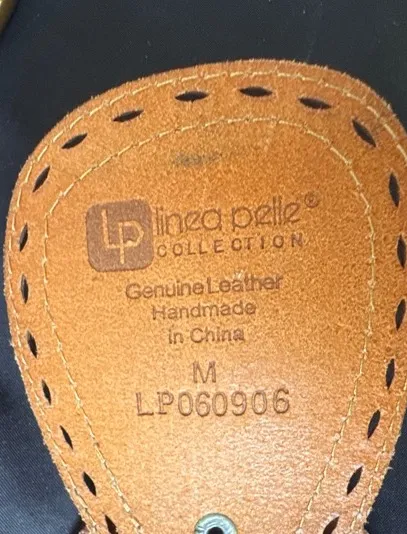 LP linea pelle®
COLLECTION
Genuine Leather
Handmade
in China
M
LP060906